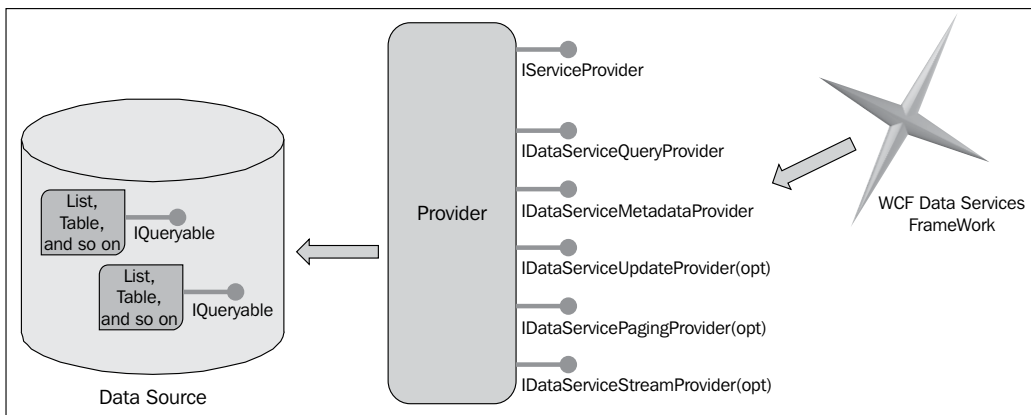 List,
Table,
and so on
IQueryable
List,
Table,
and so on
IQueryable
Data Source
Provider
IServiceProvider
IDataServiceQueryProvider
IDataServiceMetadataProvider
IDataServiceUpdateProvider(opt)
IDataServicePagingProvider(opt)
IDataServiceStreamProvider(opt)
WCF Data Services
FrameWork